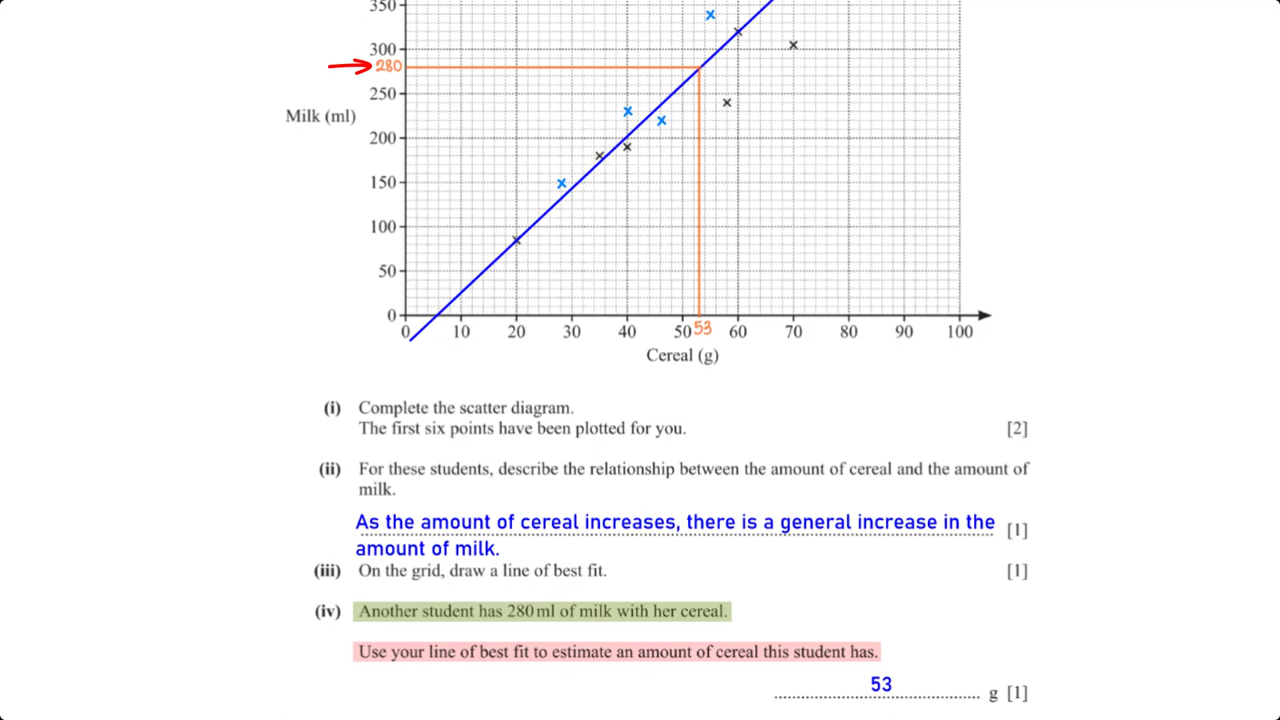 350
300
280
250
Milk (ml)
200
150
100
50
0
0 10 20 30 40 50 53 60 70 80 90 100
Cereal (g)
(i) Complete the scatter diagram.
The first six points have been plotted for you. [2]
(ii) For these students, describe the relationship between the amount of cereal and the amount of
milk.
As the amount of cereal increases, there is a general increase in the [1]
amount of milk.
(iii) On the grid, draw a line of best fit. [1]
(iv) Another student has 280 ml of milk with her cereal.
Use your line of best fit to estimate an amount of cereal this student has.
53 g [1]